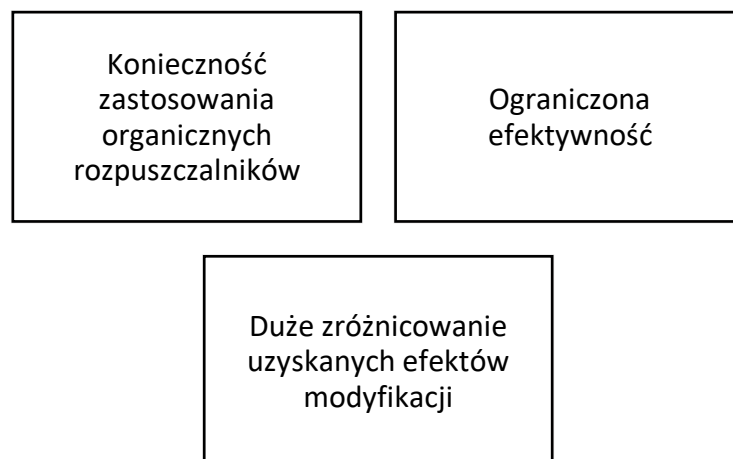 Konieczność
zastosowania
organicznych
rozpuszczalników
Ograniczona
efektywność
Duże zróżnicowanie
uzyskanych efektów
modyfikacji